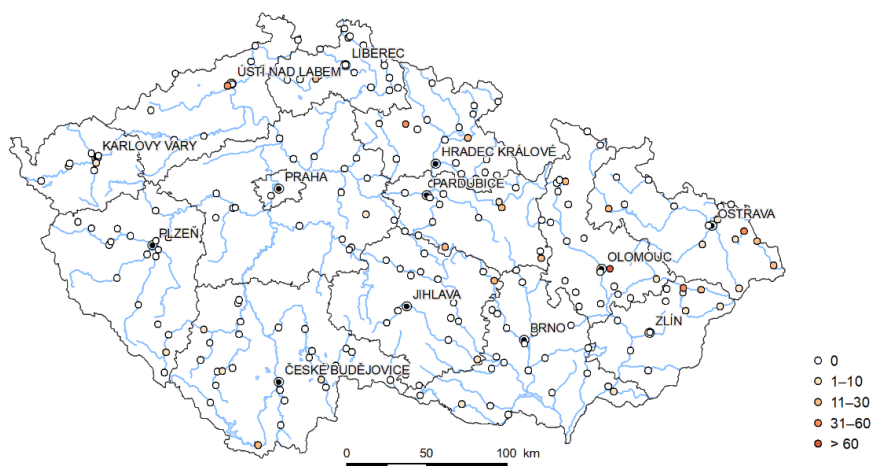 LIBEREC
ÚSTÍ NAD LABEM
KARLOVY VARY
HRADEC KRÁLOVÉ
PRAHA
PARDUBICE
OSTRAVA
PLZEŇ
OLOMOUC
JIHLAVA
ZLÍN
BRNO
ČESKÉ BUDĚJOVICE
0
1–10
11–30
31–60
> 60
0 50 100 km